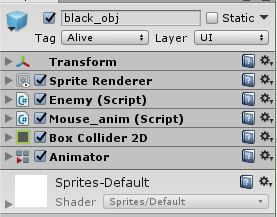 black_obj Static
Tag Alive Layer UI
Transform
Sprite Renderer
Enemy (Script)
Mouse_anim (Script)
Box Collider 2D
Animator
Sprites-Default
Shader Sprites/Default